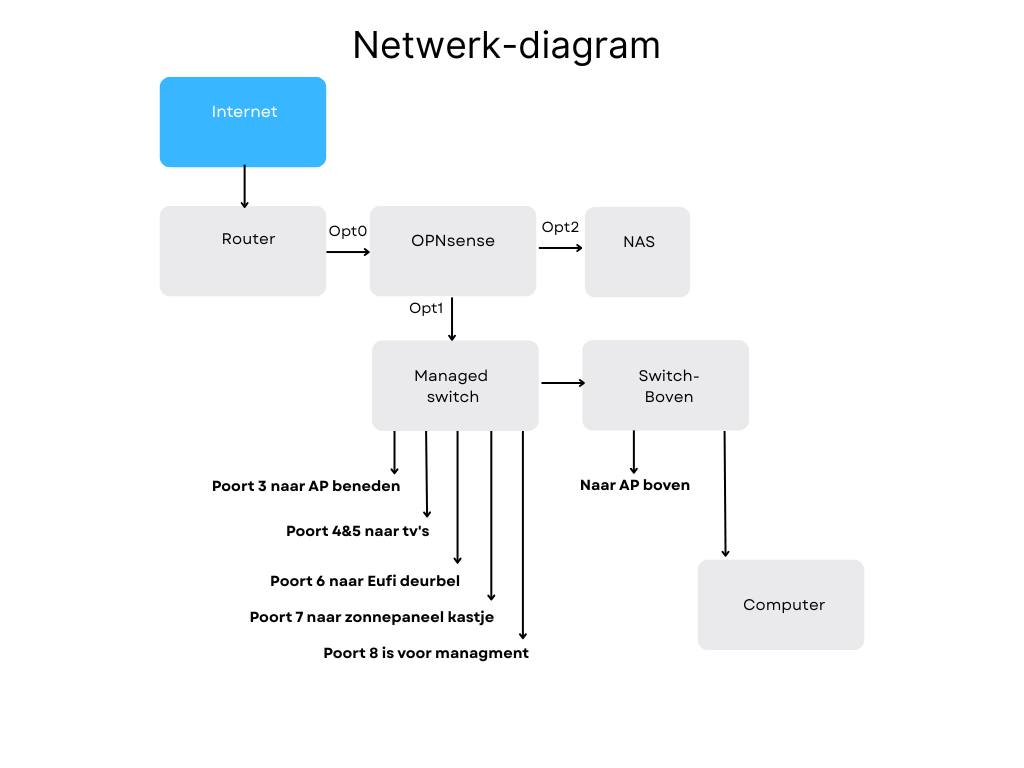 Netwerk-diagram
Internet
Router
Opt0
OPNsense
Opt2
NAS
Opt1
Managed
switch
Switch-
Boven
Poort 3 naar AP beneden
Naar AP boven
Poort 4&5 naar tv's
Poort 6 naar Eufi deurbel
Poort 7 naar zonnepaneel kastje
Poort 8 is voor managment
Computer